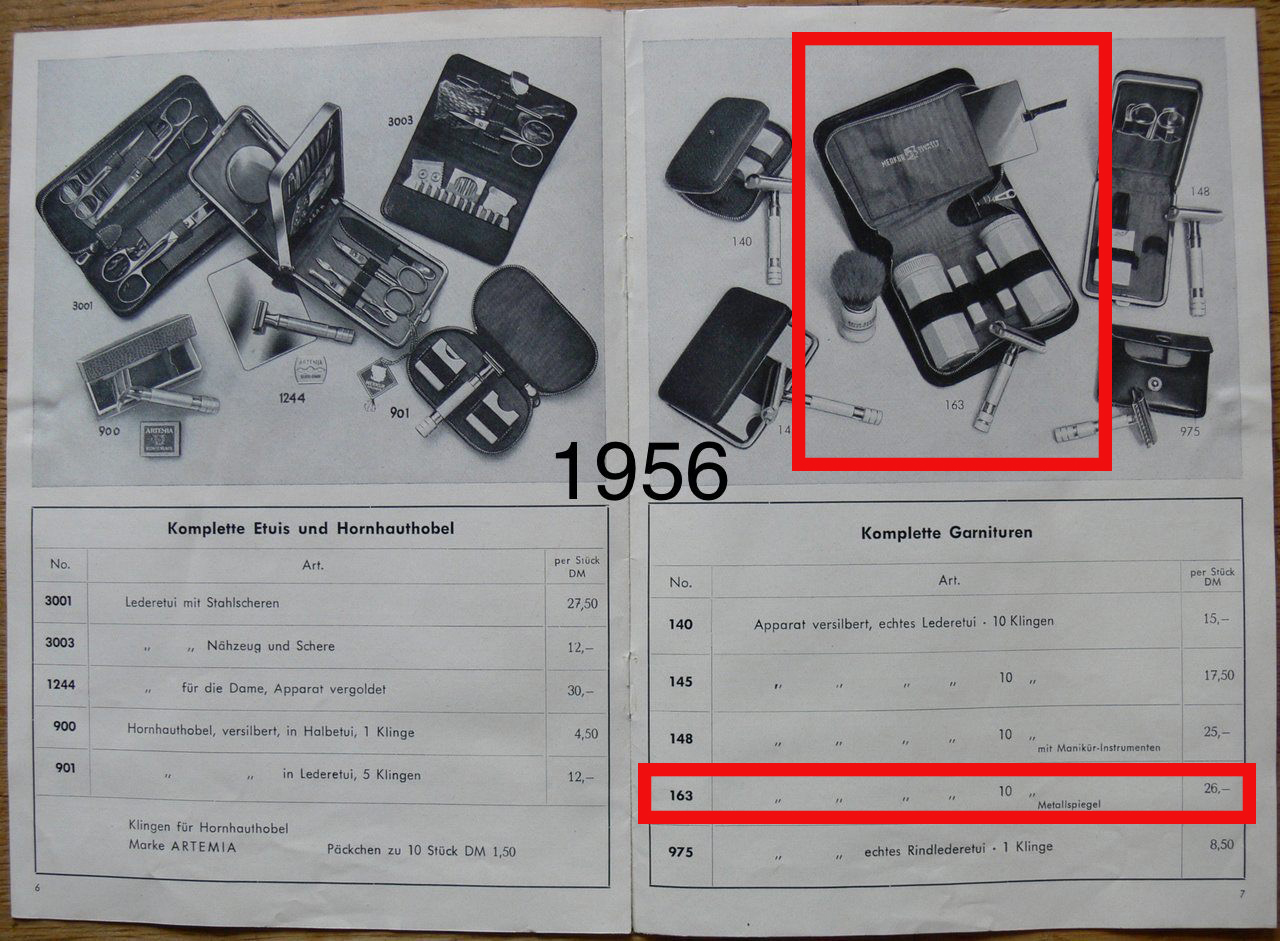 3003
3001
1244
900
901
ARTEMIA
ARTEMIA
MERKUR
MERKUR
140
148
163
14
975
1956
Komplette Etuis und Hornhauthobel
No. Art. per Stück DM
3001 Lederetui mit Stahlscheren 27,50
3003 „ „ Nähzeug und Schere 12,–
1244 „ für die Dame, Apparat vergoldet 30,–
900 Hornhauthobel, versilbert, in Halbetui, 1 Klinge 4,50
901 „ „ in Lederetui, 5 Klingen 12,–
Klingen für Hornhauthobel
Marke ARTEMIA Päckchen zu 10 Stück DM 1,50
6
Komplette Garnituren
No. Art. per Stück DM
140 Apparat versilbert, echtes Lederetui · 10 Klingen 15,–
145 „ „ „ „ 10 „ 17,50
148 „ „ „ „ 10 „ 25,–
mit Manikür-Instrumenten
163 „ „ „ „ 10 „ 26,–
Metallspiegel
975 „ „ echtes Rindlederetui · 1 Klinge 8,50
7